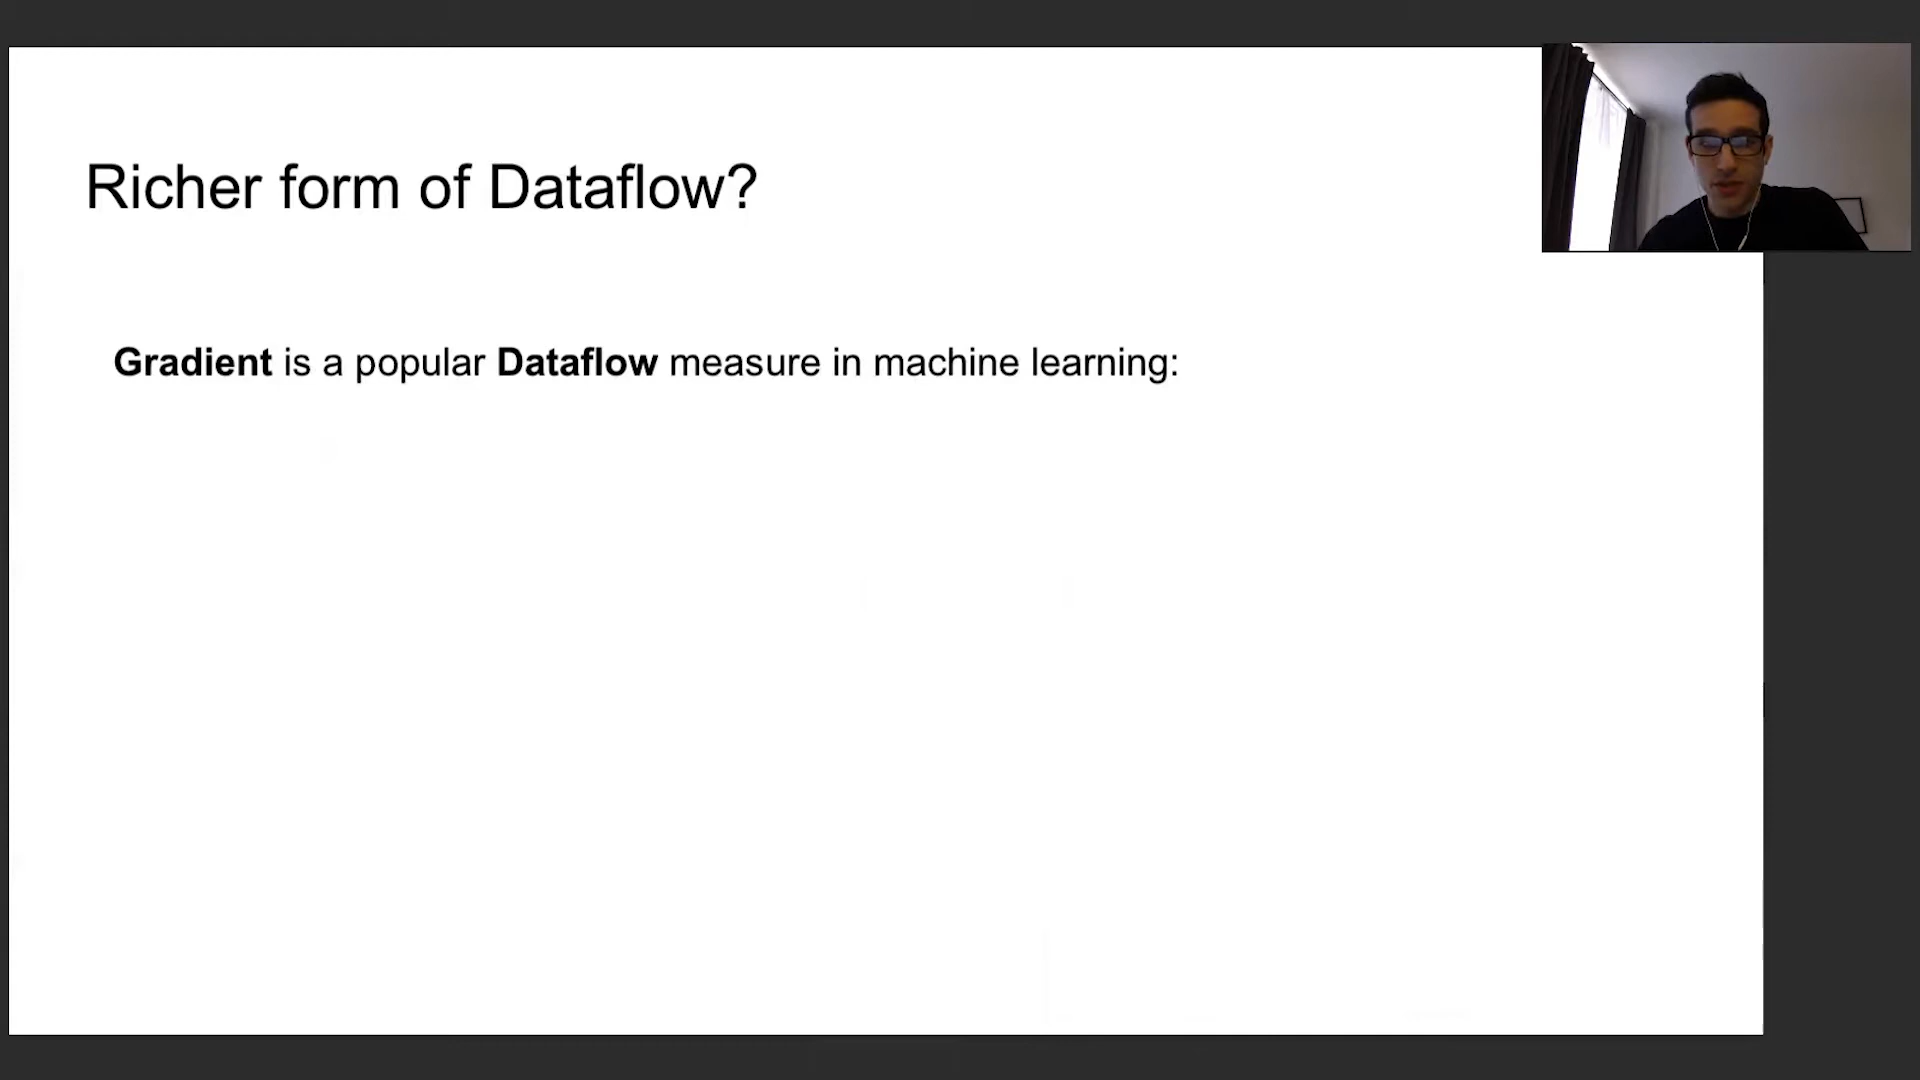 Richer form of Dataflow?
Gradient is a popular Dataflow measure in machine learning: